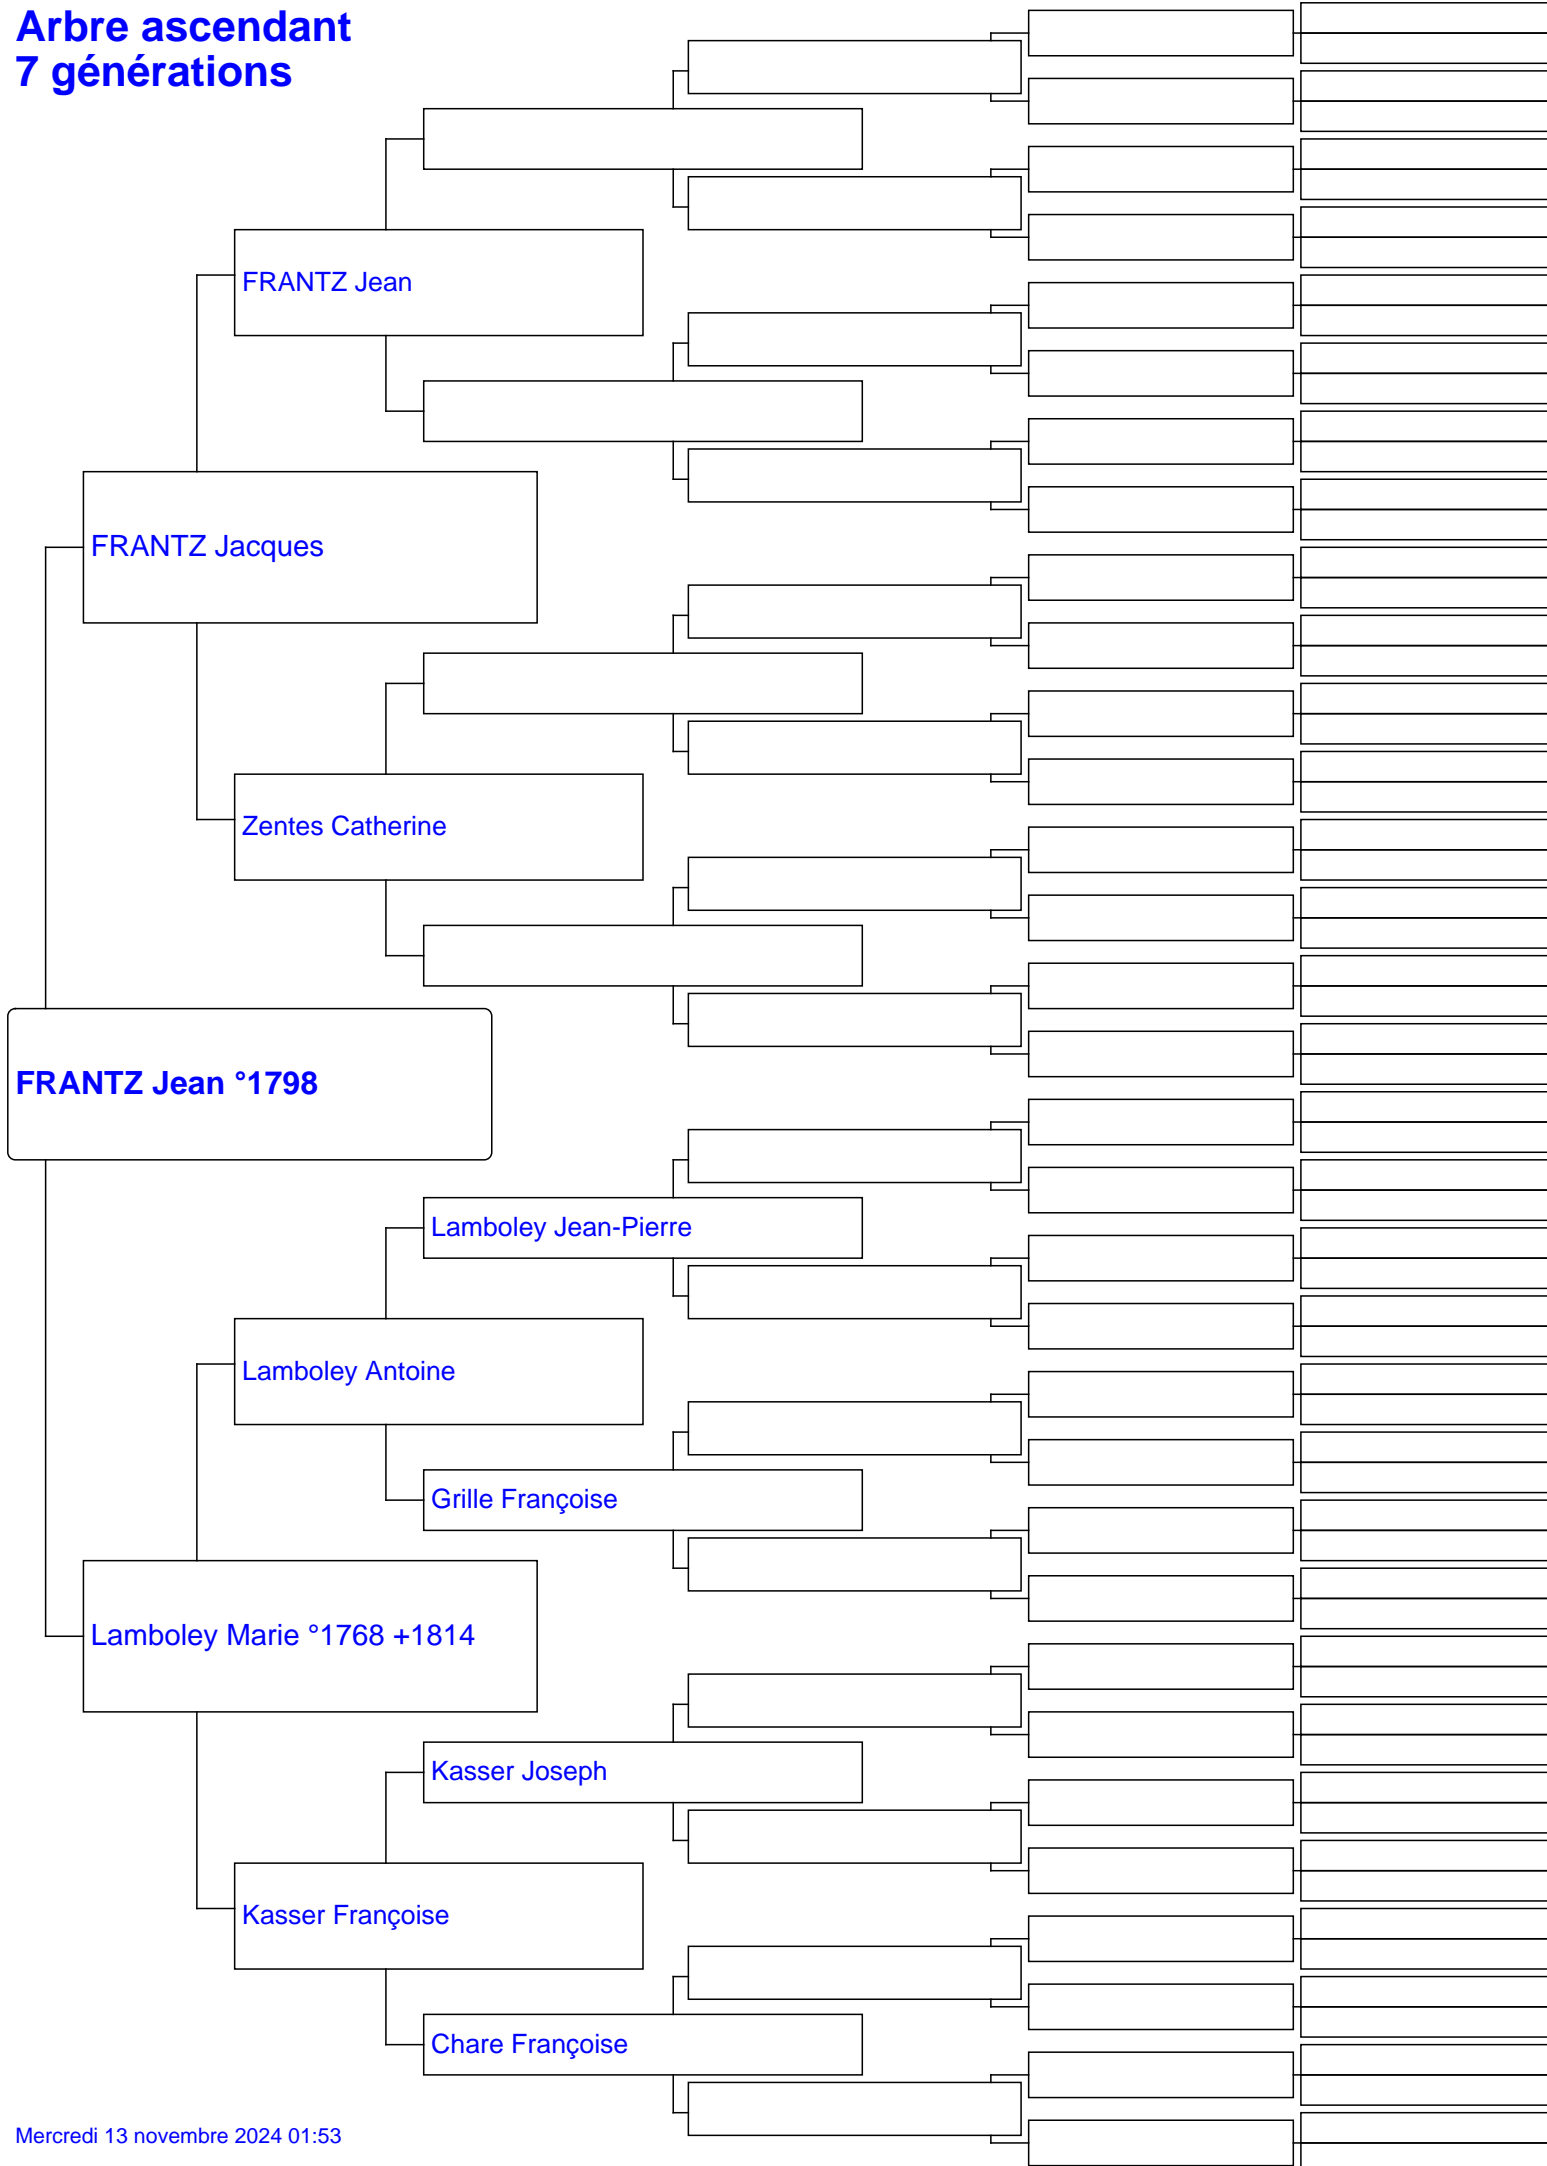 Arbre ascendant
7 générations
FRANTZ Jean
FRANTZ Jacques
Zentes Catherine
FRANTZ Jean °1798
Lamboley Jean-Pierre
Lamboley Antoine
Grille Françoise
Lamboley Marie °1768 +1814
Kasser Joseph
Kasser Françoise
Chare Françoise
Mercredi 13 novembre 2024 01:53